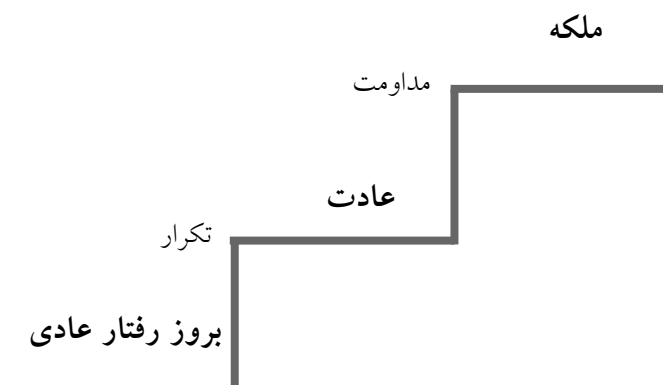 ملکه
مداومت
عادت
تکرار
بروز رفتار عادی